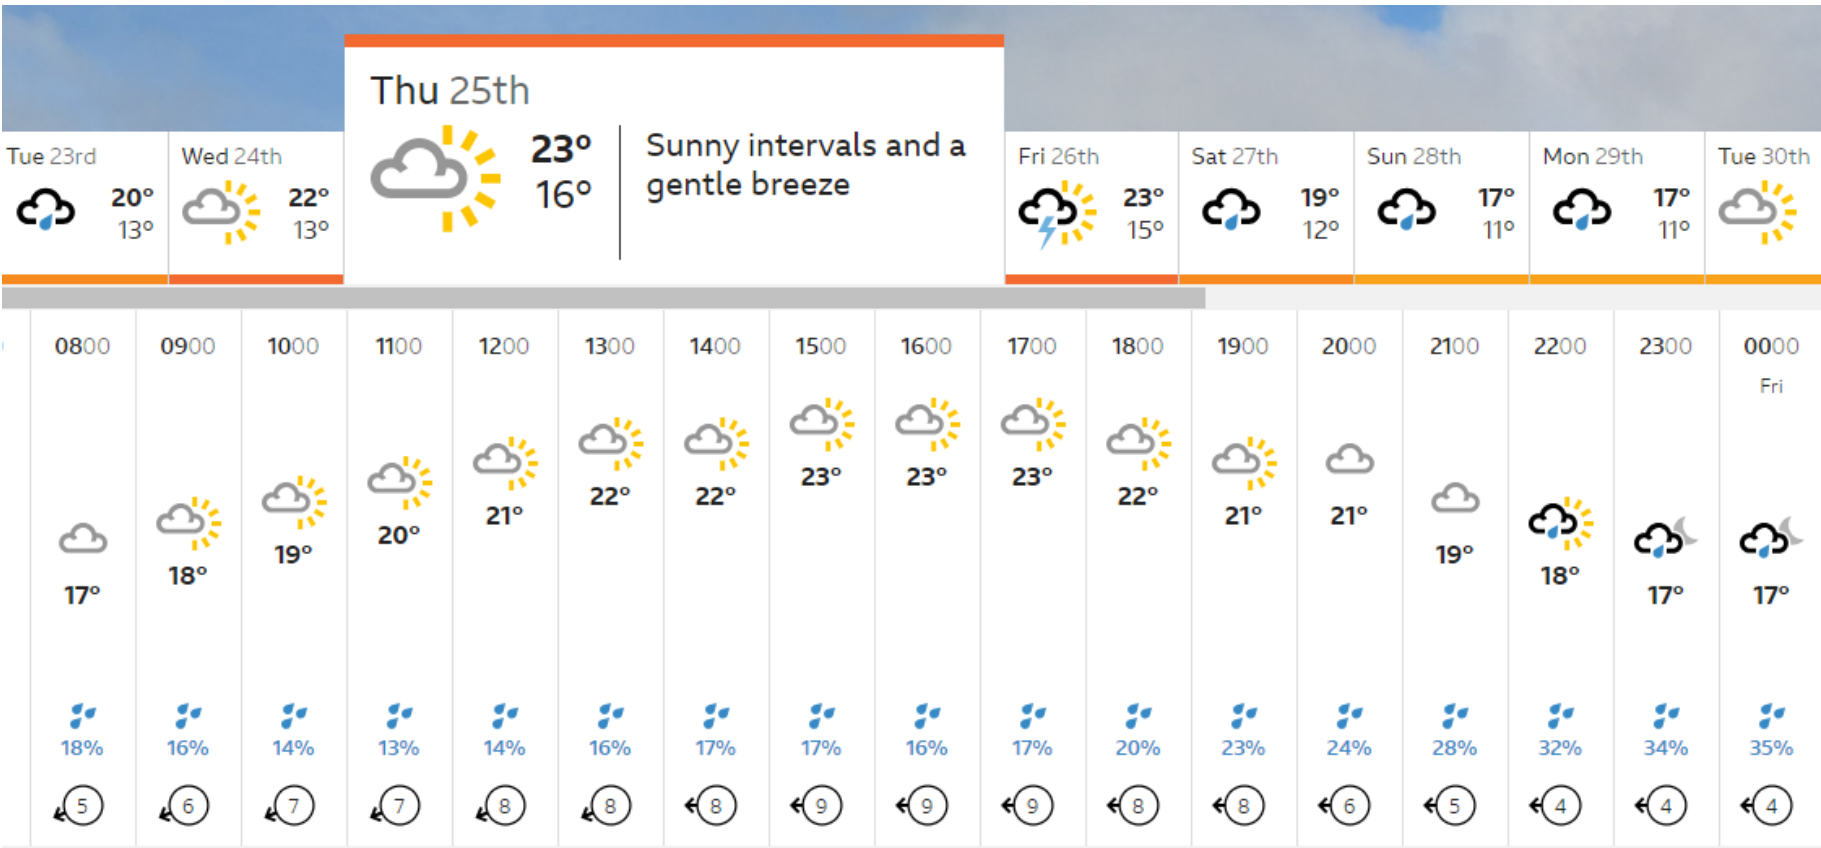 Thu 25th
23°
16°
Sunny intervals and a
gentle breeze
Tue 23rd
20°
13°
Wed 24th
22°
13°
Fri 26th
23°
15°
Sat 27th
19°
12°
Sun 28th
17°
11°
Mon 29th
17°
11°
Tue 30th
0800 0900 1000 1100 1200 1300 1400 1500 1600 1700 1800 1900 2000 2100 2200 2300 0000
Fri
17° 18° 19° 20° 21° 22° 22° 23° 23° 23° 22° 21° 21° 19° 18° 17° 17°
18% 16% 14% 13% 14% 16% 17% 17% 16% 17% 20% 23% 24% 28% 32% 34% 35%
5 6 7 7 8 8 8 9 9 9 8 8 6 5 4 4 4